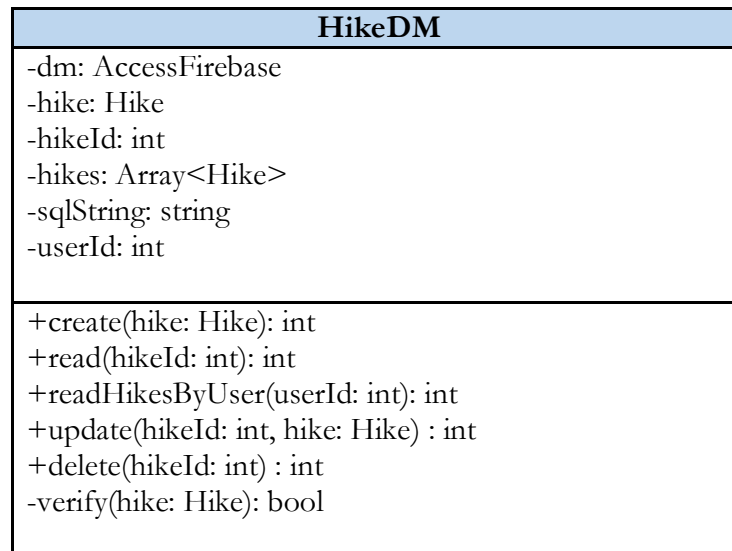 HikeDM
-dm: AccessFirebase
-hike: Hike
-hikeId: int
-hikes: Array<Hike>
-sqlString: string
-userId: int
+create(hike: Hike): int
+read(hikeId: int): int
+readHikesByUser(userId: int): int
+update(hikeId: int, hike: Hike) : int
+delete(hikeId: int) : int
-verify(hike: Hike): bool